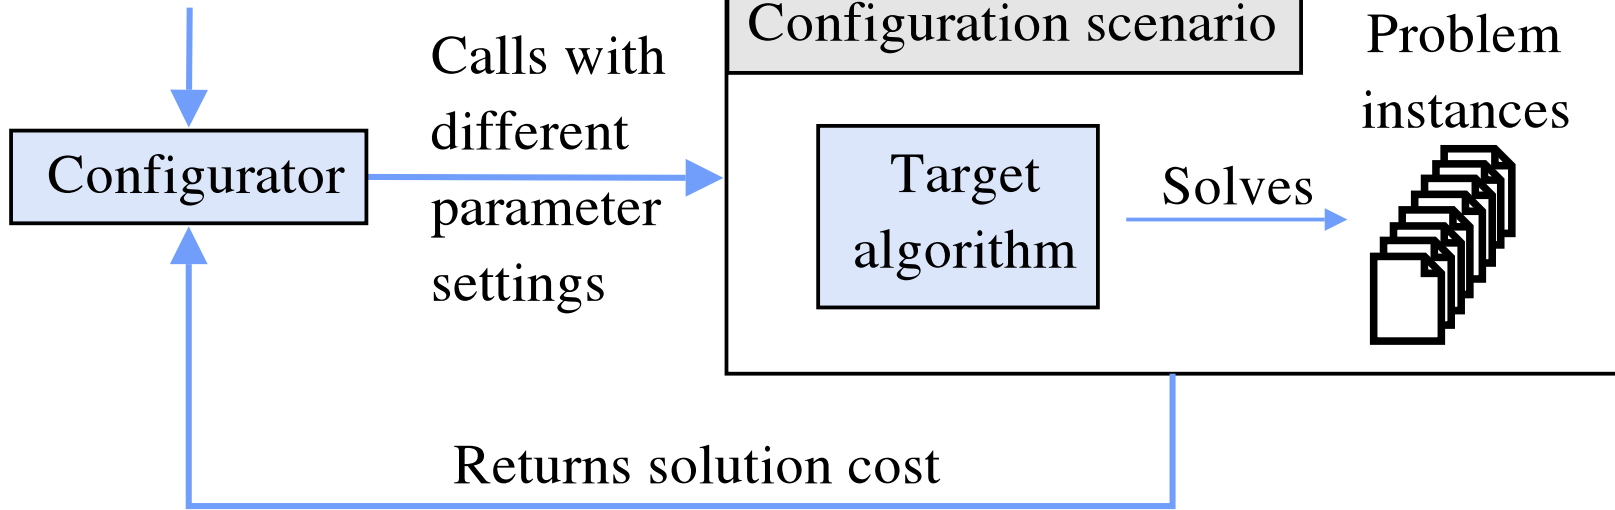 Configurator
Calls with
different
parameter
settings
Configuration scenario
Target
algorithm
Solves
Problem
instances
Returns solution cost